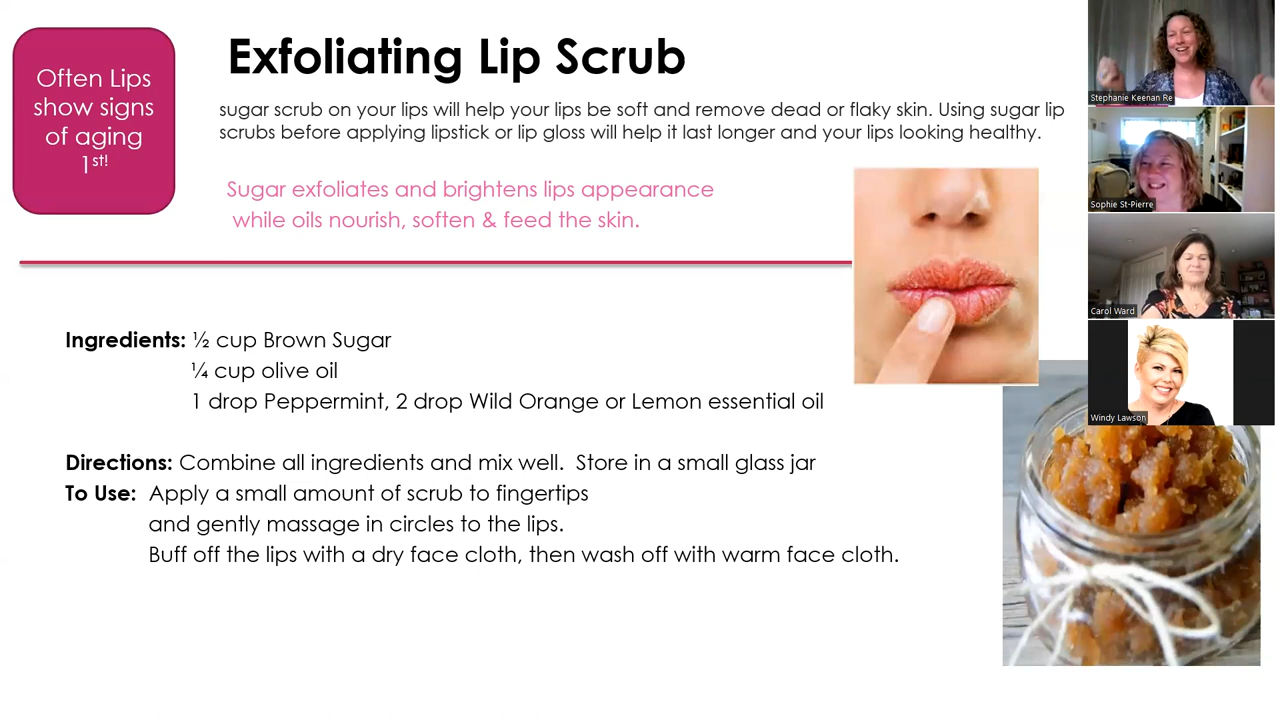 Often Lips
show signs
of aging
1st!
Exfoliating Lip Scrub
sugar scrub on your lips will help your lips be soft and remove dead or flaky skin. Using sugar lip
scrubs before applying lipstick or lip gloss will help it last longer and your lips looking healthy.
Sugar exfoliates and brightens lips appearance
while oils nourish, soften & feed the skin.
Ingredients: ½ cup Brown Sugar
¼ cup olive oil
1 drop Peppermint, 2 drop Wild Orange or Lemon essential oil
Directions: Combine all ingredients and mix well. Store in a small glass jar
To Use: Apply a small amount of scrub to fingertips
and gently massage in circles to the lips.
Buff off the lips with a dry face cloth, then wash off with warm face cloth.
Stephanie Keenan Re
Sophie St-Pierre
Carol Ward
Windy Lawson